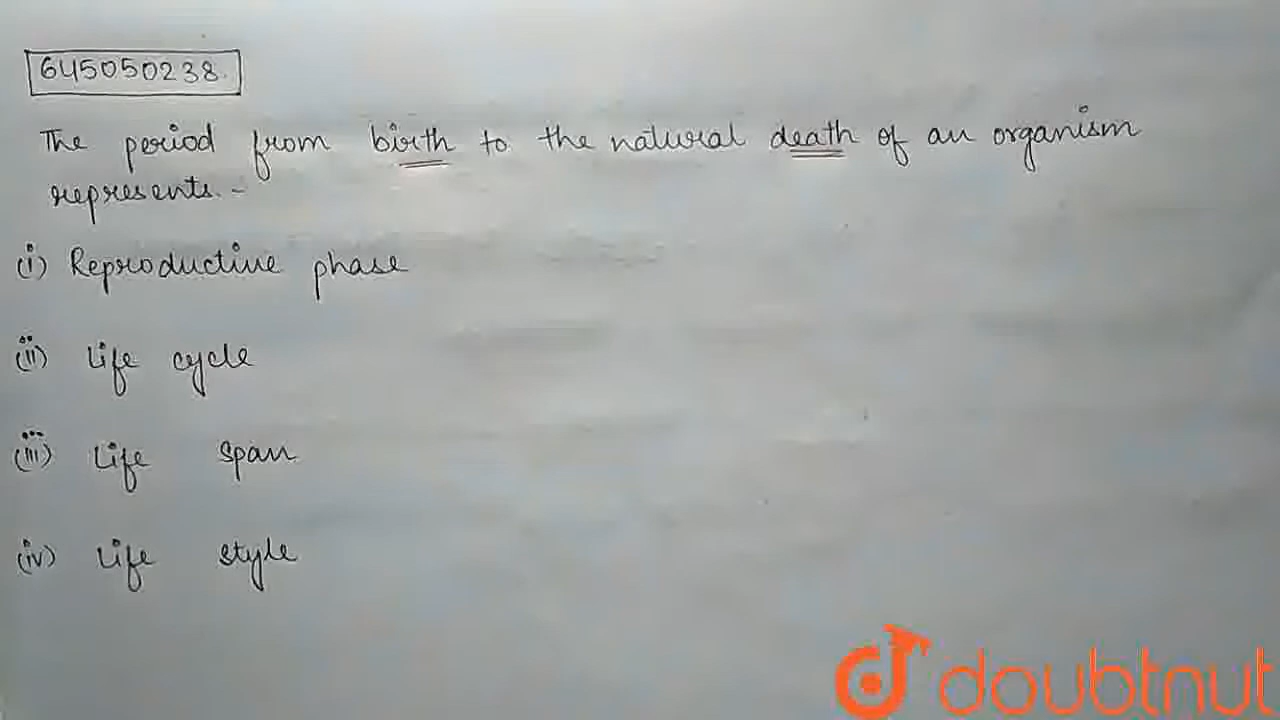 645050238.
The period from birth to the natural death of an organism
represents.-
(i) Reproductive phase
(ii) Life cycle
(iii) Life span
(iv) Life style
doubtnut